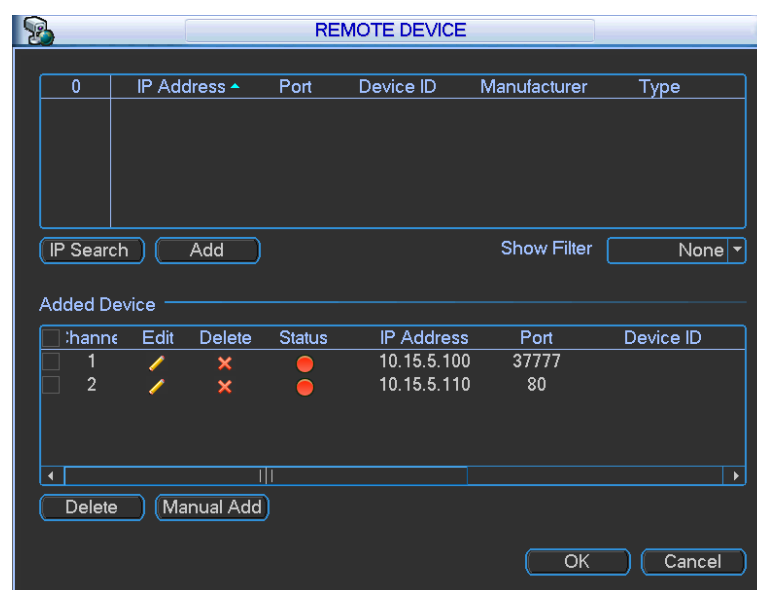 REMOTE DEVICE
0 IP Address Port Device ID Manufacturer Type
IP Search Add Show Filter None
Added Device
:hanne Edit Delete Status IP Address Port Device ID
1 10.15.5.100 37777
2 10.15.5.110 80
Delete Manual Add
OK Cancel